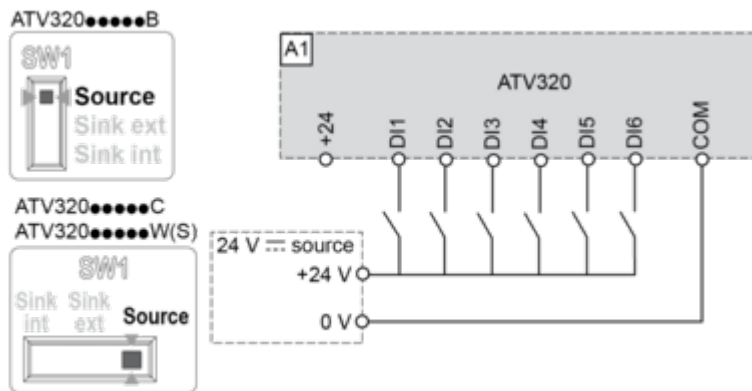 ATV320●●●●●B
SW1
Source
Sink ext
Sink int
ATV320●●●●●C
ATV320●●●●●W(S)
SW1
Sink int
Sink ext
Source
A1
ATV320
+24
DI1
DI2
DI3
DI4
DI5
DI6
COM
24 V ⎓ source
+24 V
0 V